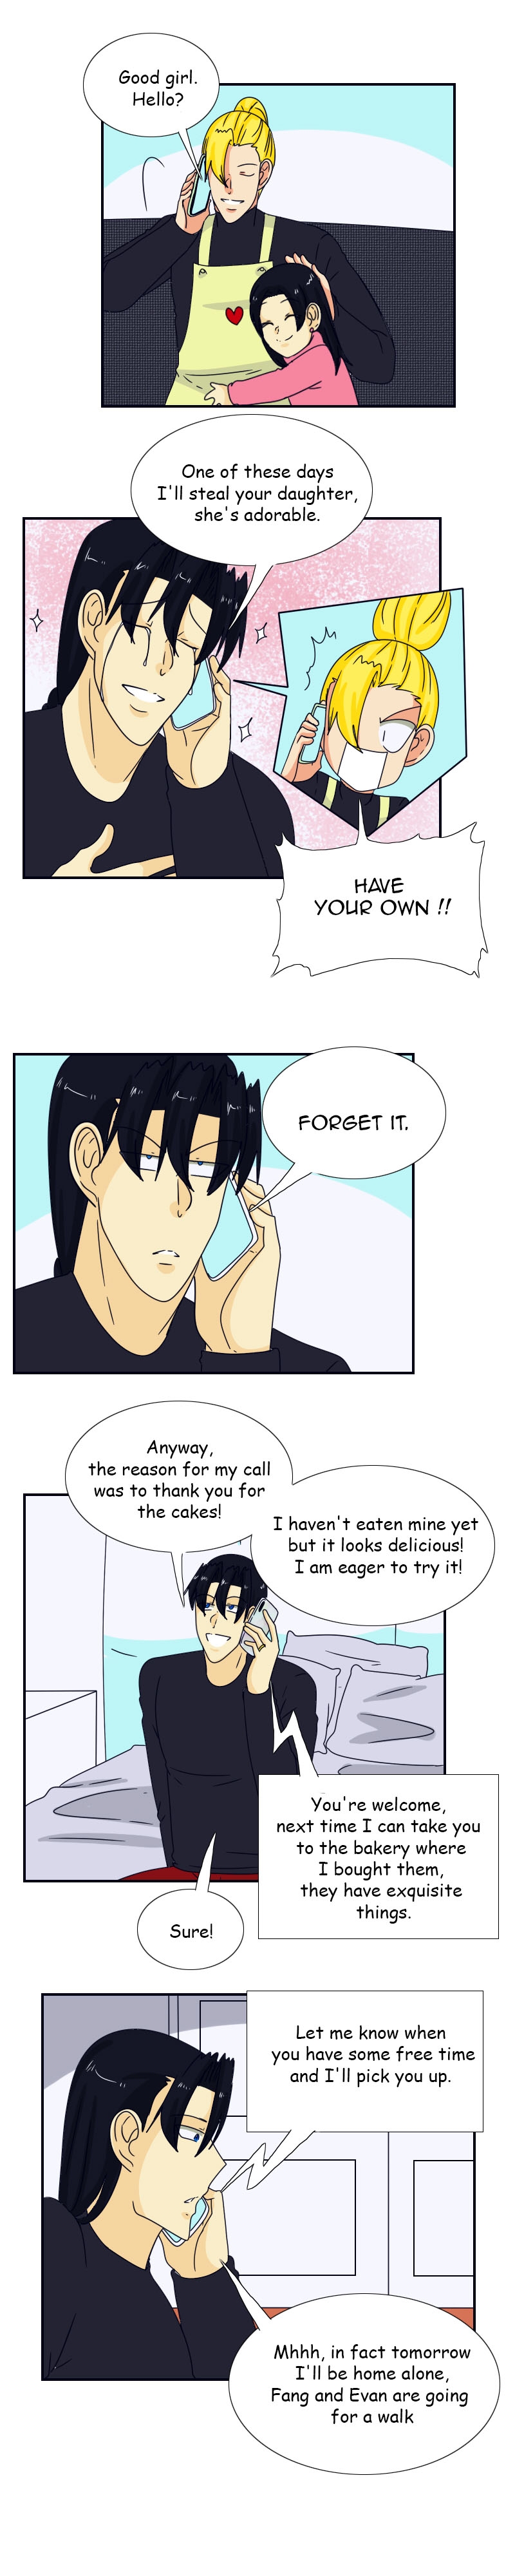 Good girl.
Hello?
One of these days
I'll steal your daughter,
she's adorable.
HAVE
YOUR OWN !!
FORGET IT.
Anyway,
the reason for my call
was to thank you for
the cakes!
I haven't eaten mine yet
but it looks delicious!
I am eager to try it!
You're welcome,
next time I can take you
to the bakery where
I bought them,
they have exquisite
things.
Sure!
Let me know when
you have some free time
and I'll pick you up.
Mhhh, in fact tomorrow
I'll be home alone,
Fang and Evan are going
for a walk